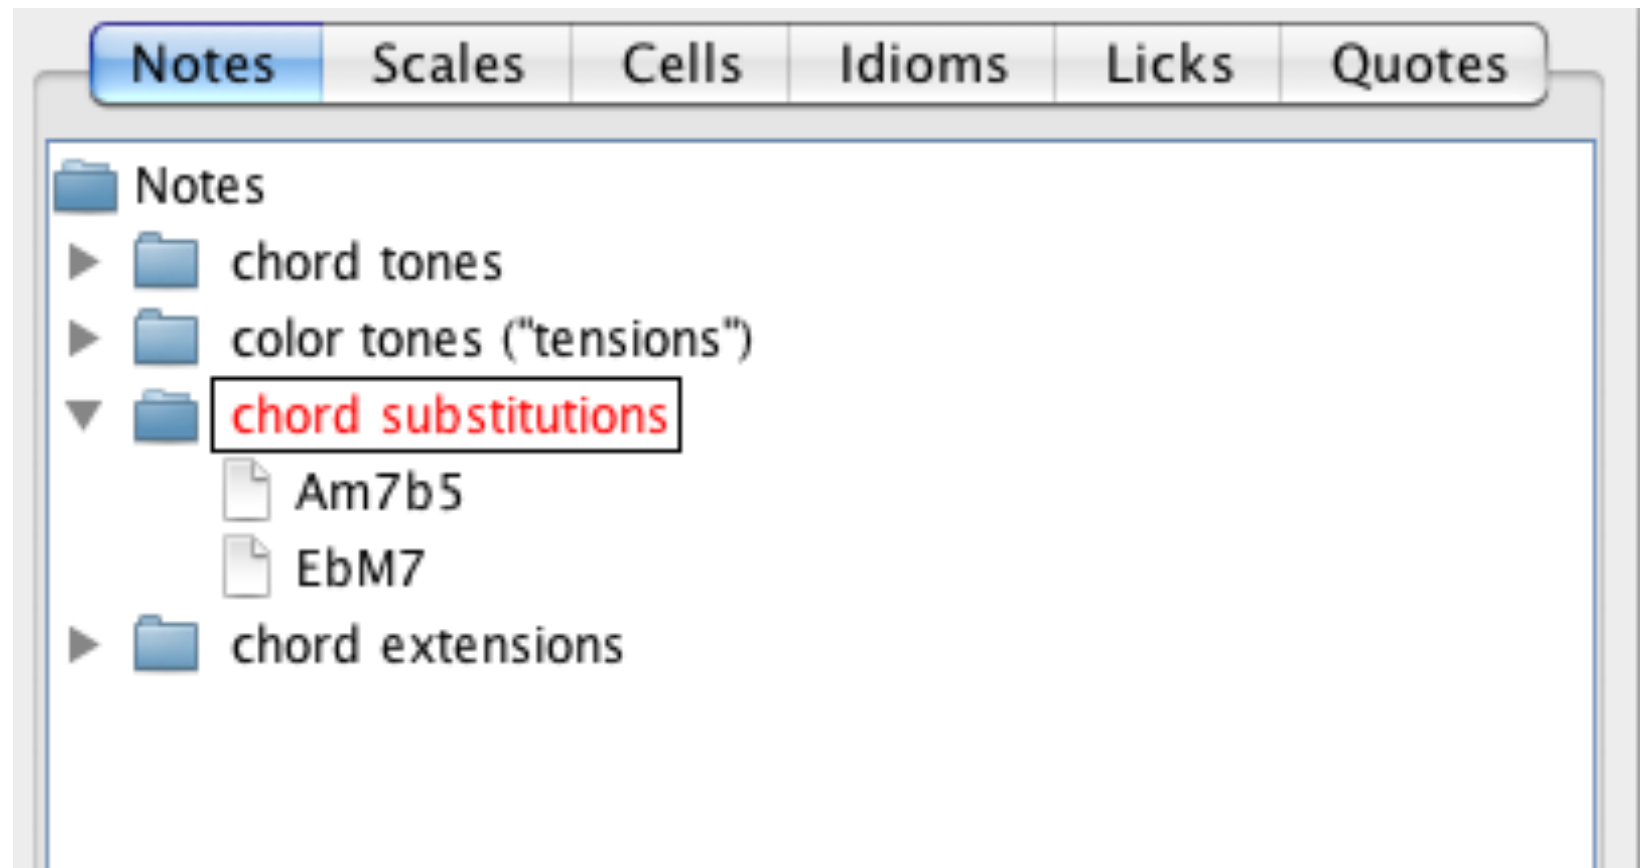 Notes Scales Cells Idioms Licks Quotes
Notes
chord tones
color tones ("tensions")
chord substitutions
Am7b5
EbM7
chord extensions